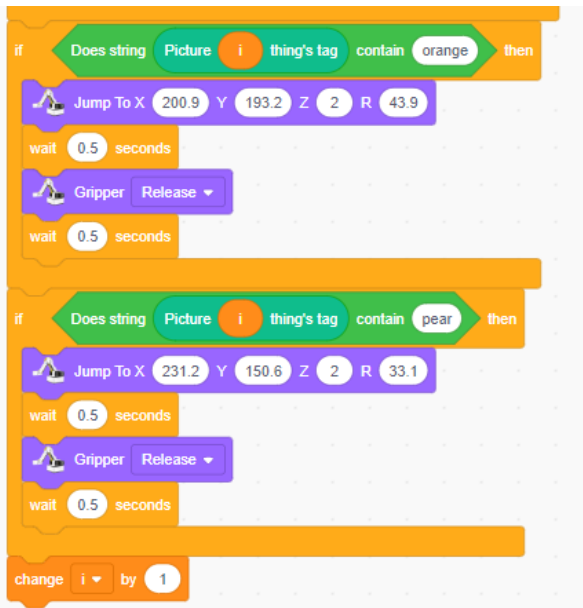 if Does string Picture i thing's tag contain orange then
Jump To X 200.9 Y 193.2 Z 2 R 43.9
wait 0.5 seconds
Gripper Release
wait 0.5 seconds
if Does string Picture i thing's tag contain pear then
Jump To X 231.2 Y 150.6 Z 2 R 33.1
wait 0.5 seconds
Gripper Release
wait 0.5 seconds
change i by 1